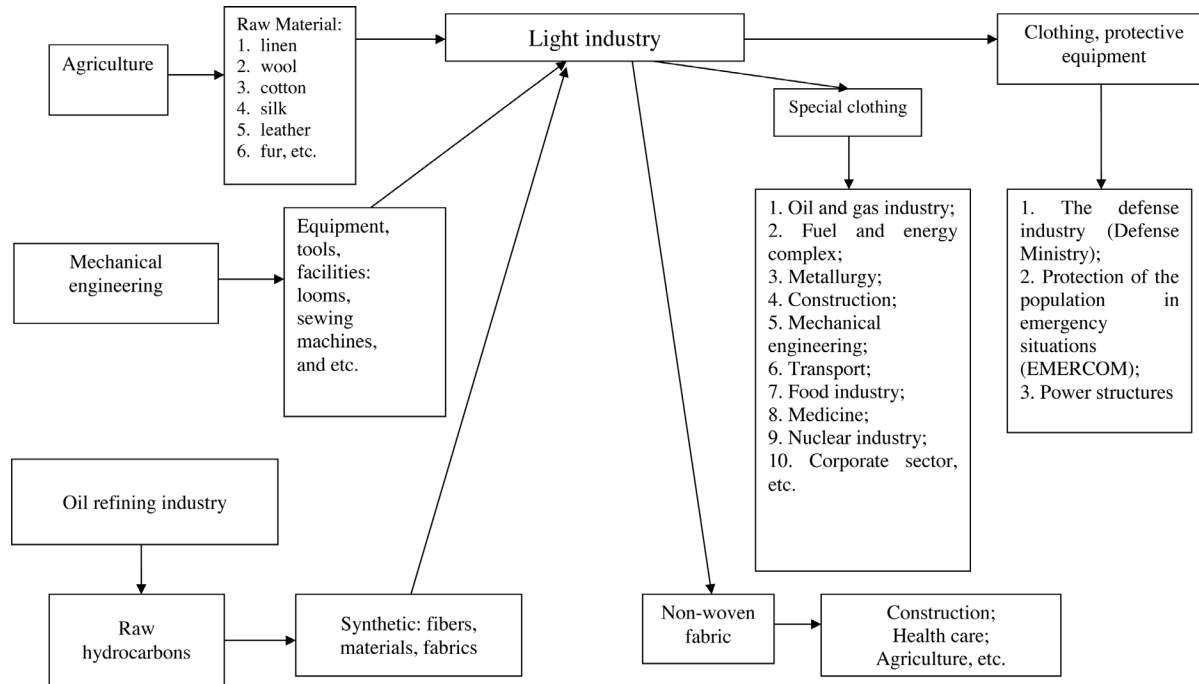 Agriculture
Raw Material:
1. linen
2. wool
3. cotton
4. silk
5. leather
6. fur, etc.
Light industry
Clothing, protective
equipment
Special clothing
Mechanical
engineering
Equipment,
tools,
facilities:
looms,
sewing
machines,
and etc.
1. Oil and gas industry;
2. Fuel and energy
complex;
3. Metallurgy;
4. Construction;
5. Mechanical
engineering;
6. Transport;
7. Food industry;
8. Medicine;
9. Nuclear industry;
10. Corporate sector,
etc.
1. The defense
industry (Defense
Ministry);
2. Protection of the
population in
emergency
situations
(EMERCOM);
3. Power structures
Oil refining industry
Raw
hydrocarbons
Synthetic: fibers,
materials, fabrics
Non-woven
fabric
Construction;
Health care;
Agriculture, etc.